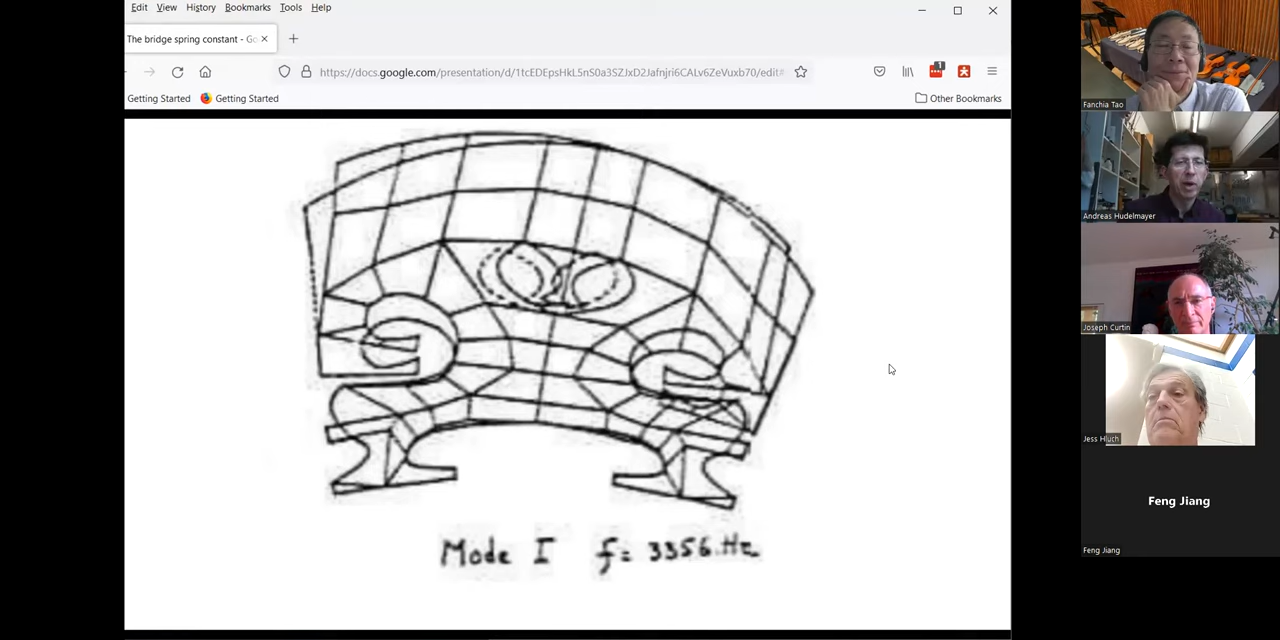 Edit View History Bookmarks Tools Help
The bridge spring constant - Go
https://docs.google.com/presentation/d/1tcEDEpsHkL5nS0a3SZJxD2Jafnjri6CALv6ZeVuxb70/edit#
1
Getting Started Getting Started Other Bookmarks
Mode I f= 3356.Hz
Fanchia Tao
Andreas Hudelmayer
Joseph Curtin
Jess Hluch
Feng Jiang
Feng Jiang